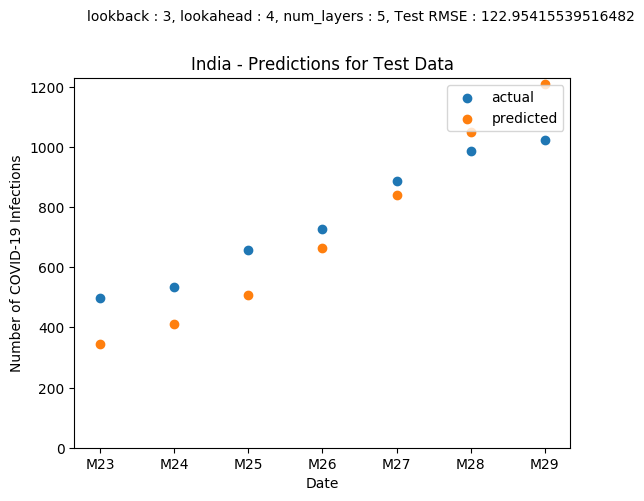 lookback : 3, lookahead : 4, num_layers : 5, Test RMSE : 122.95415539516482
India - Predictions for Test Data
actual
predicted
Number of COVID-19 Infections
1200
1000
800
600
400
200
0
M23 M24 M25 M26 M27 M28 M29
Date